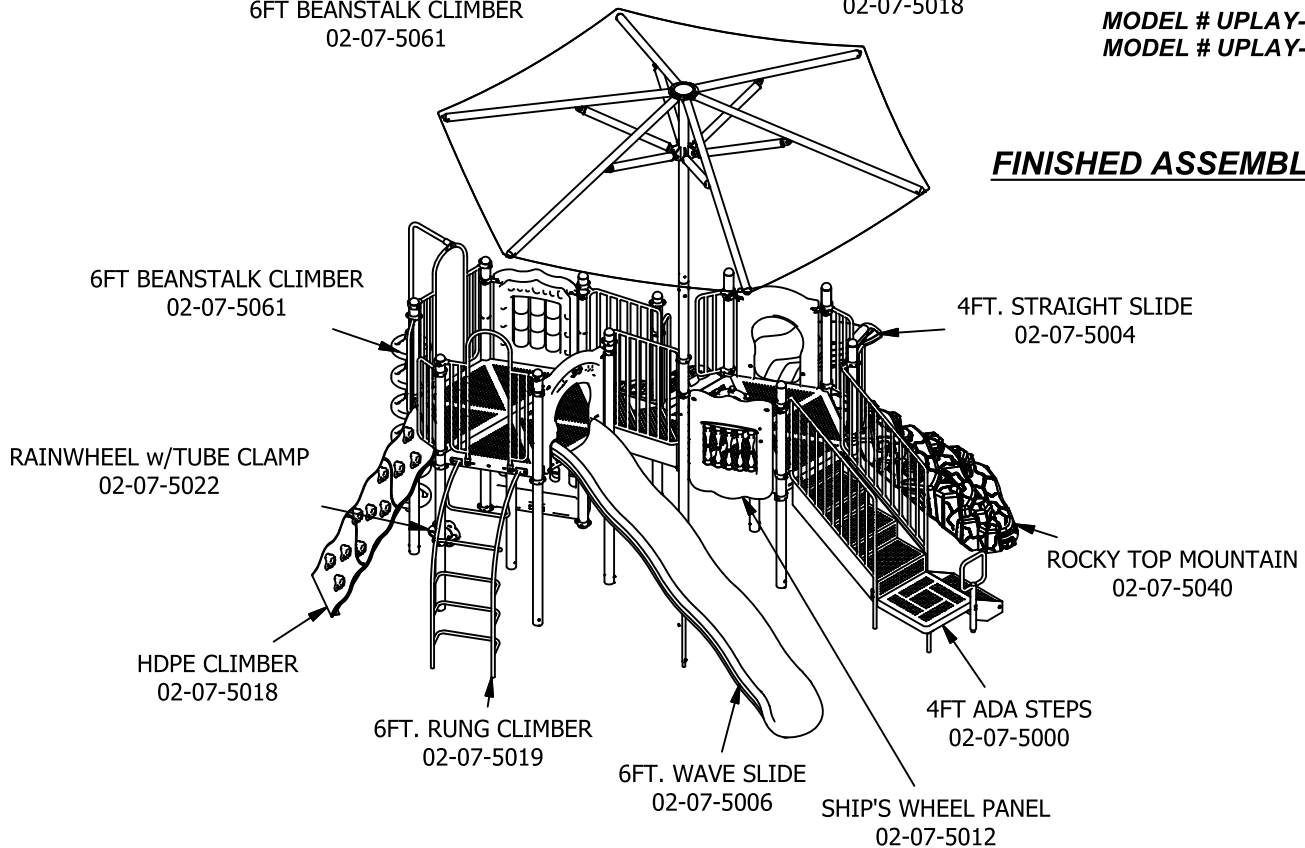 6FT BEANSTALK CLIMBER
02-07-5061
02-07-5018
MODEL # UPLAY-
MODEL # UPLAY-
FINISHED ASSEMBL
6FT BEANSTALK CLIMBER
02-07-5061
4FT. STRAIGHT SLIDE
02-07-5004
RAINWHEEL w/TUBE CLAMP
02-07-5022
ROCKY TOP MOUNTAIN
02-07-5040
HDPE CLIMBER
02-07-5018
6FT. RUNG CLIMBER
02-07-5019
4FT ADA STEPS
02-07-5000
6FT. WAVE SLIDE
02-07-5006
SHIP'S WHEEL PANEL
02-07-5012